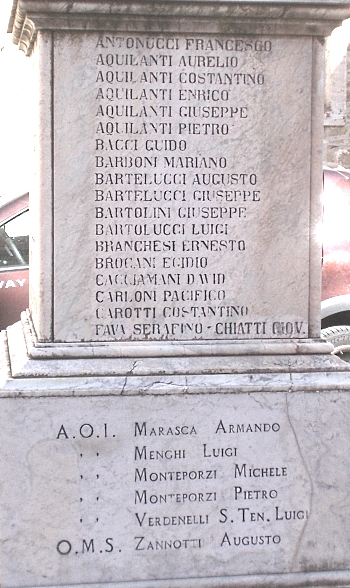 ANTONUCCI FRANCESCO
AQUILANTI AURELIO
AQUILANTI COSTANTINO
AQUILANTI ENRICO
AQUILANTI GIUSEPPE
AQUILANTI PIETRO
BACCI GUIDO
BARBONI MARIANO
BARTELUCCI AUGUSTO
BARTELUCCI GIUSEPPE
BARTOLINI GIUSEPPE
BARTOLUCCI LUIGI
BRANCHESI ERNESTO
BROCANI EGIDIO
CACCIAMANI DAVID
CARLONI PACIFICO
CAROTTI COSTANTINO
FAVA SERAFINO - CHIATTI GIOV.
WAY
A.O.I. MARASCA ARMANDO
" MENGHI LUIGI
" MONTEPORZI MICHELE
" MONTEPORZI PIETRO
" VERDENELLI S. TEN. LUIGI
O.M.S. ZANNOTTI AUGUSTO